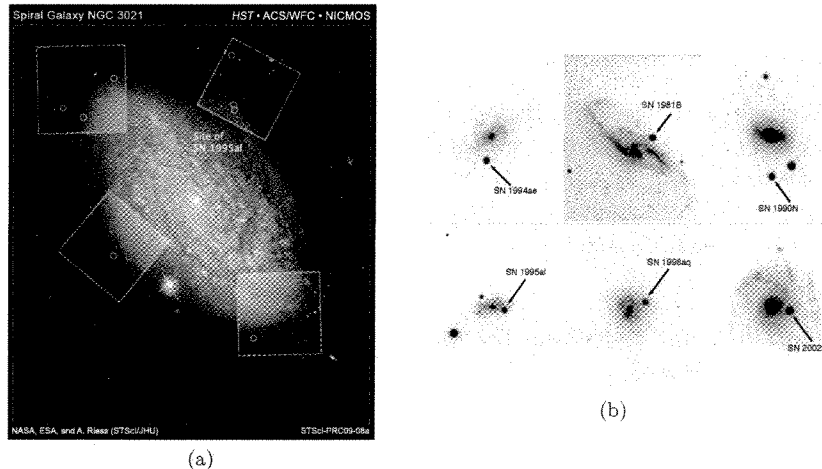 Spiral Galaxy NGC 3021
HST • ACS/WFC • NICMOS
Site of
SN 1995al
NASA, ESA, and A. Riess (STScI/JHU)
STScI-PRC09-08a
(a)
SN 1994ae
SN 1981B
SN 1990N
SN 1995al
SN 1998aq
SN 2002
(b)